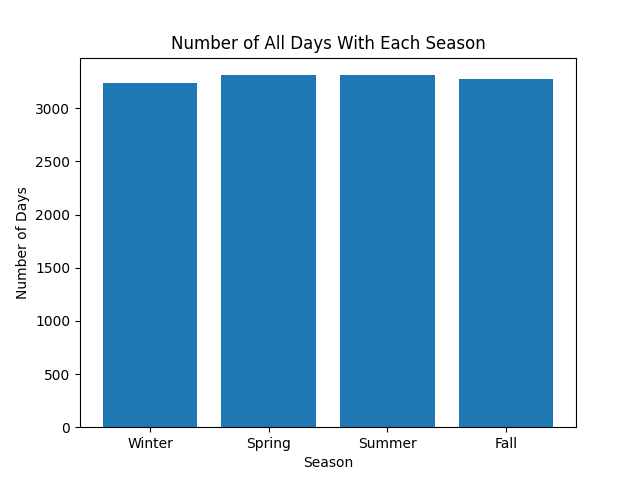 Number of All Days With Each Season
Number of Days
3000
2500
2000
1500
1000
500
0
Winter Spring Summer Fall
Season